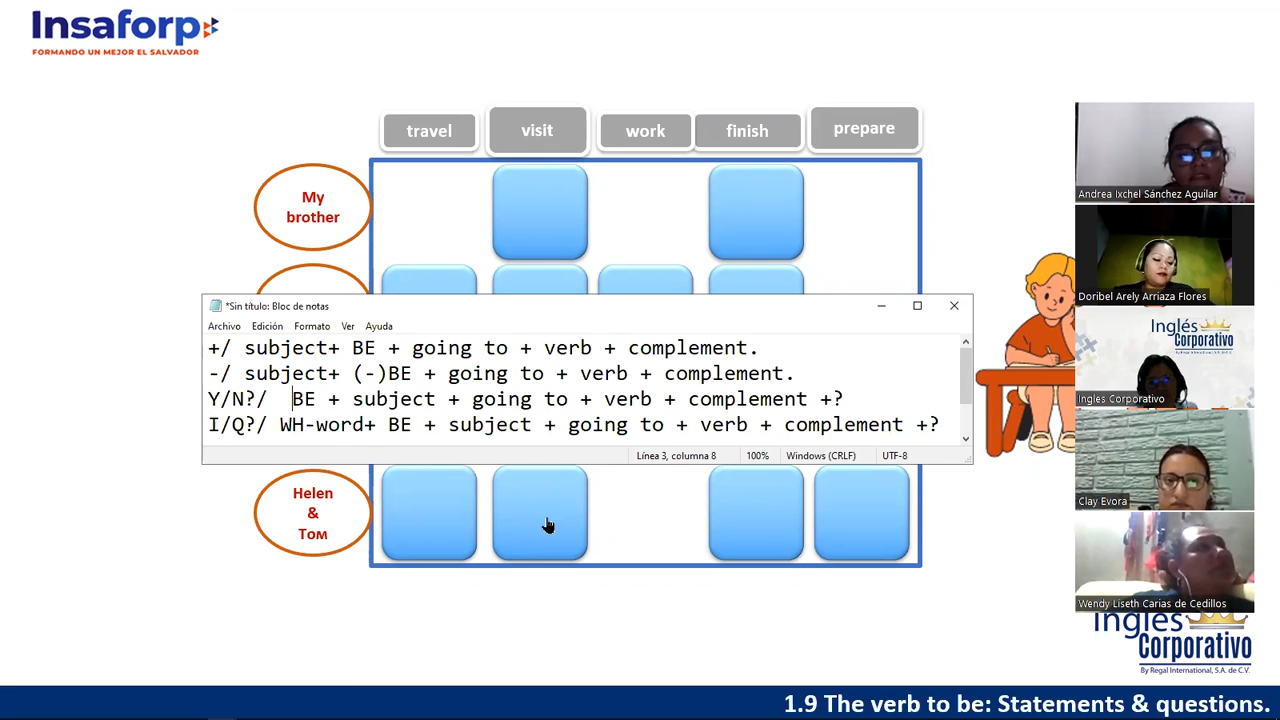 Insaforp
FORMANDO UN MEJOR EL SALVADOR
travel visit work finish prepare
My
brother
*Sin título: Bloc de notas
Archivo Edición Formato Ver Ayuda
+/ subject+ BE + going to + verb + complement.
-/ subject+ (-)BE + going to + verb + complement.
Y/N?/ BE + subject + going to + verb + complement +?
I/Q?/ WH-word+ BE + subject + going to + verb + complement +?
Línea 3, columna 8 100% Windows (CRLF) UTF-8
Helen
&
Tom
Andrea Ixchel Sánchez Aguilar
Doribel Arely Arriaza Flores
Inglés
Corporativo
Inglés Corporativo
Clay Evora
Wendy Liseth Carias de Cedillos
Inglés
Corporativo
By Regal International, S.A. de C.V.
1.9 The verb to be: Statements & questions.